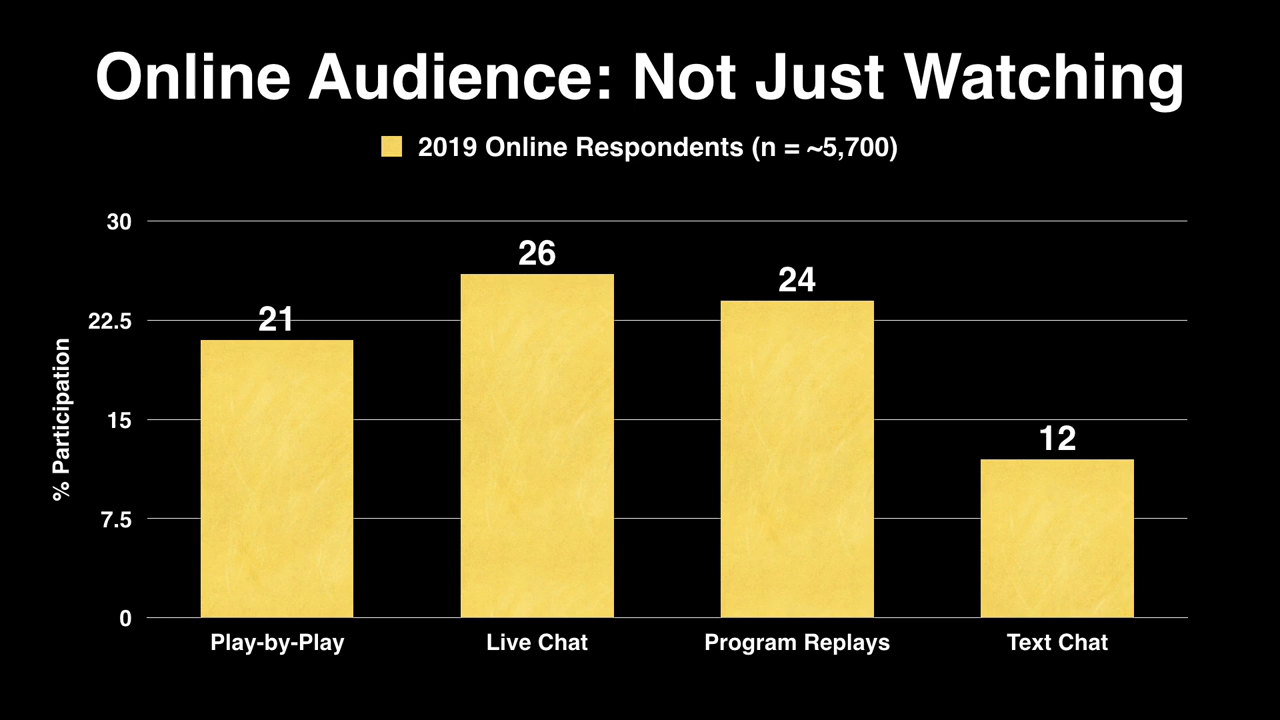 Online Audience: Not Just Watching
2019 Online Respondents (n = ~5,700)
30
22.5
15
7.5
0
% Participation
21
26
24
12
Play-by-Play
Live Chat
Program Replays
Text Chat